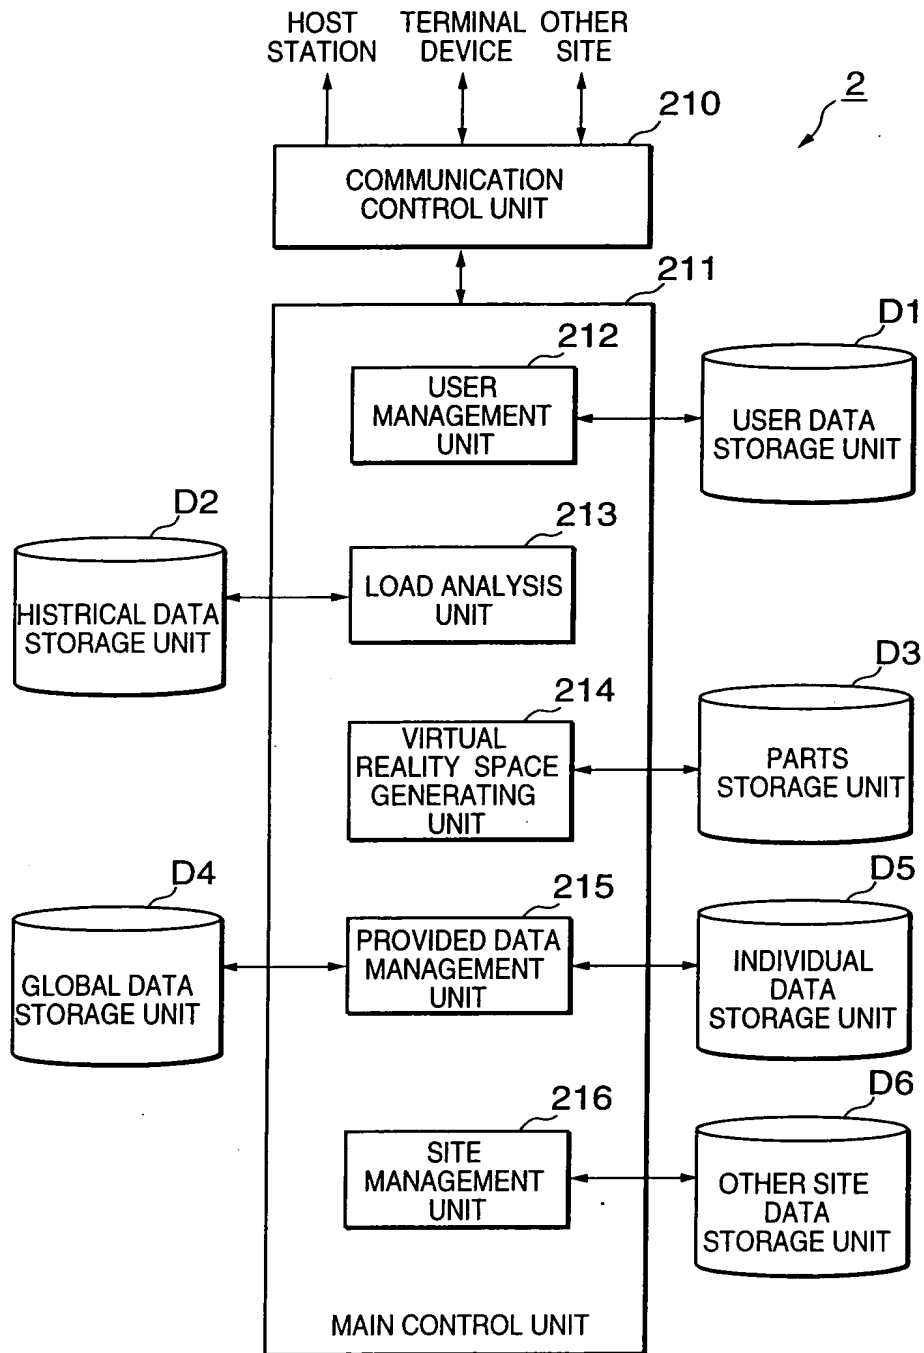 HOST STATION
TERMINAL DEVICE
OTHER SITE
2
210
COMMUNICATION
CONTROL UNIT
211
212
USER
MANAGEMENT
UNIT
D1
USER DATA
STORAGE UNIT
D2
HISTRICAL DATA
STORAGE UNIT
213
LOAD ANALYSIS
UNIT
214
VIRTUAL
REALITY SPACE
GENERATING
UNIT
D3
PARTS
STORAGE UNIT
D4
GLOBAL DATA
STORAGE UNIT
215
PROVIDED DATA
MANAGEMENT
UNIT
D5
INDIVIDUAL
DATA
STORAGE UNIT
216
SITE
MANAGEMENT
UNIT
D6
OTHER SITE
DATA
STORAGE UNIT
MAIN CONTROL UNIT